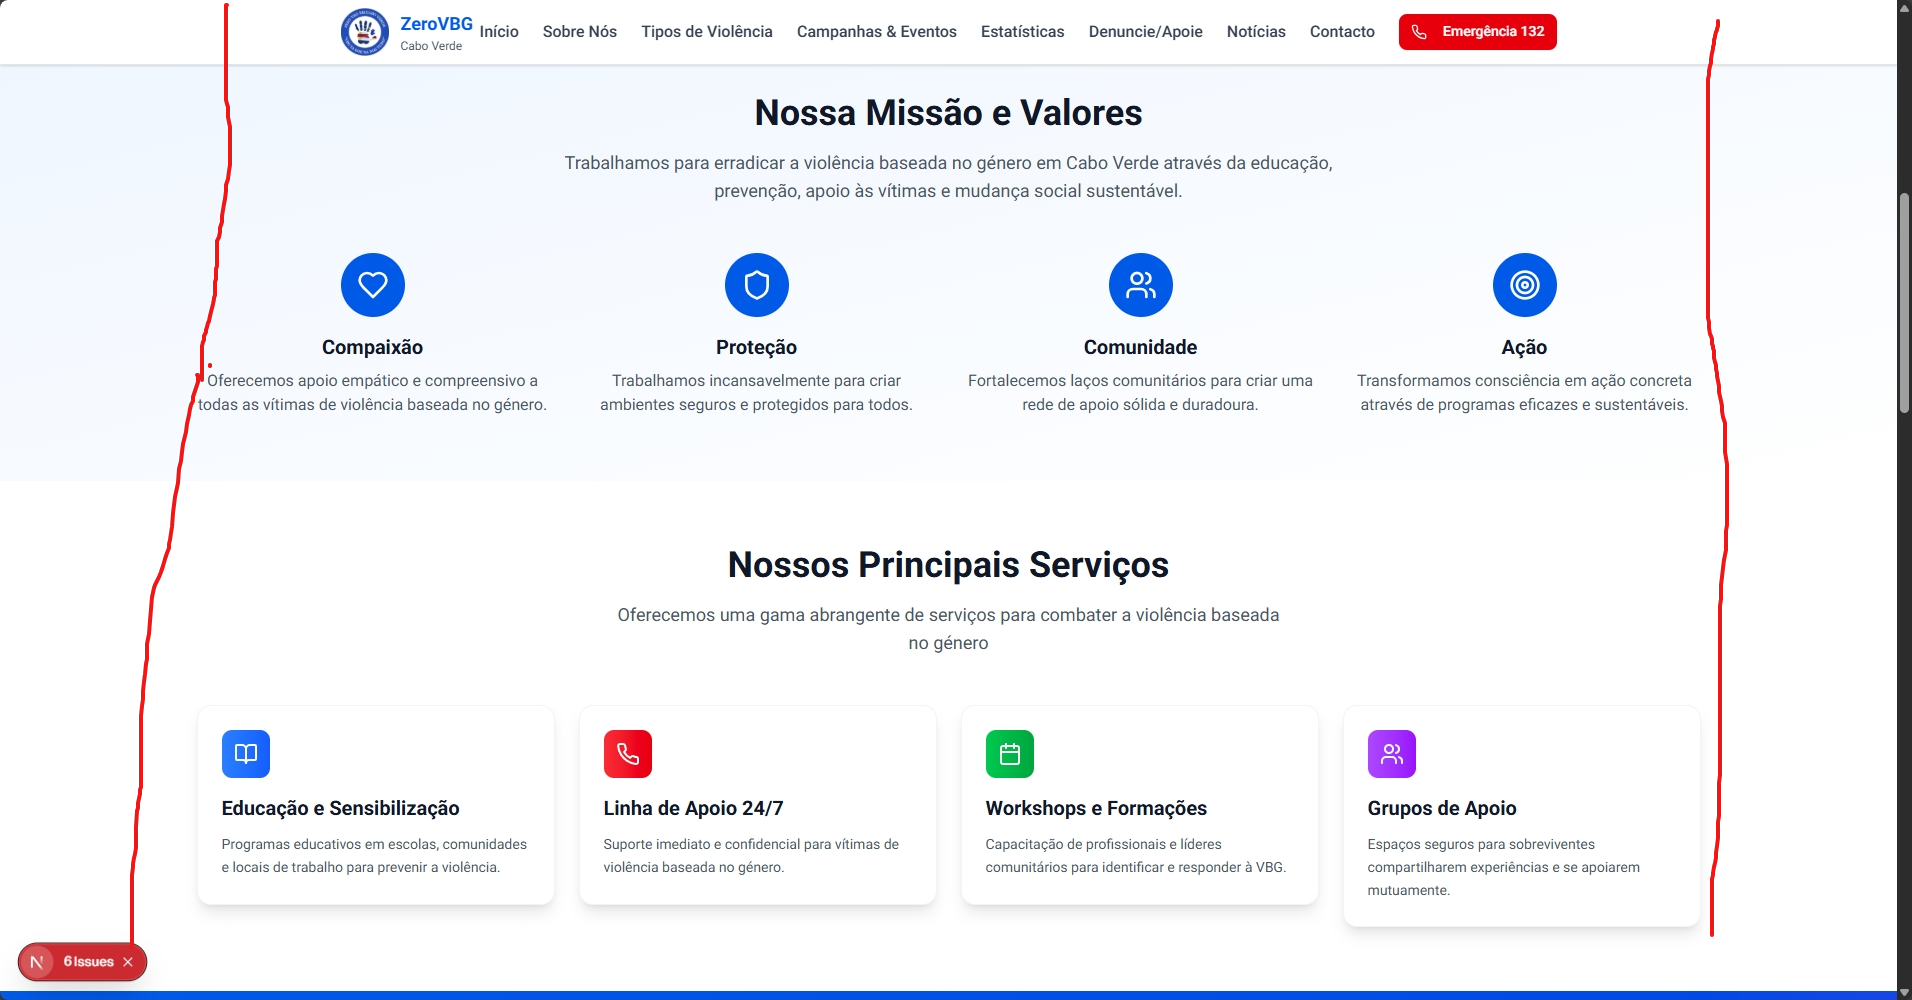 ZeroVBG
Cabo Verde
Início
Sobre Nós
Tipos de Violência
Campanhas & Eventos
Estatísticas
Denuncie/Apoie
Notícias
Contacto
Emergência 132
Nossa Missão e Valores
Trabalhamos para erradicar a violência baseada no género em Cabo Verde através da educação,
prevenção, apoio às vítimas e mudança social sustentável.
Compaixão
Oferecemos apoio empático e compreensivo a
todas as vítimas de violência baseada no género.
Proteção
Trabalhamos incansavelmente para criar
ambientes seguros e protegidos para todos.
Comunidade
Fortalecemos laços comunitários para criar uma
rede de apoio sólida e duradoura.
Ação
Transformamos consciência em ação concreta
através de programas eficazes e sustentáveis.
Nossos Principais Serviços
Oferecemos uma gama abrangente de serviços para combater a violência baseada
no género
Educação e Sensibilização
Programas educativos em escolas, comunidades
e locais de trabalho para prevenir a violência.
Linha de Apoio 24/7
Suporte imediato e confidencial para vítimas de
violência baseada no género.
Workshops e Formações
Capacitação de profissionais e líderes
comunitários para identificar e responder à VBG.
Grupos de Apoio
Espaços seguros para sobreviventes
compartilharem experiências e se apoiarem
mutuamente.
N
6 Issues